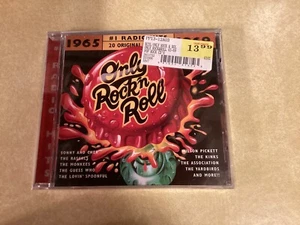 1965
#1 RADIO
20 ORIGINAL
13.99
Only
Rock'n
Roll
RADIO HITS
SONNY AND CHER
THE RASCALS
THE MONKEES
THE GUESS WHO
THE LOVIN' SPOONFUL
PICKETT
THE KINKS
THE ASSOCIATION
THE YARDBIRDS
AND MORE!!